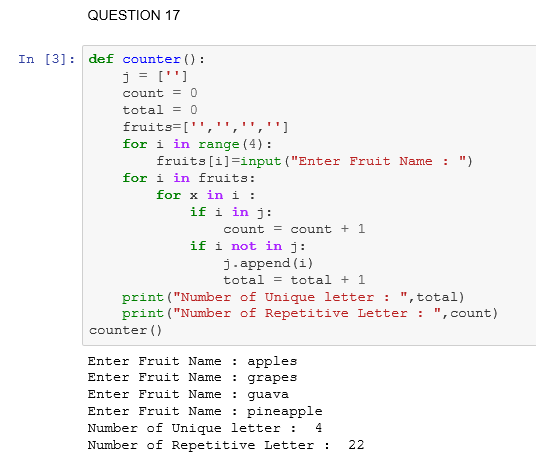 QUESTION 17
In [3]: def counter():
j = ['']
count = 0
total = 0
fruits=['','','','']
for i in range(4):
fruits[i]=input("Enter Fruit Name : ")
for i in fruits:
for x in i :
if i in j:
count = count + 1
if i not in j:
j.append(i)
total = total + 1
print("Number of Unique letter : ",total)
print("Number of Repetitive Letter : ",count)
counter()
Enter Fruit Name : apples
Enter Fruit Name : grapes
Enter Fruit Name : guava
Enter Fruit Name : pineapple
Number of Unique letter :  4
Number of Repetitive Letter :  22